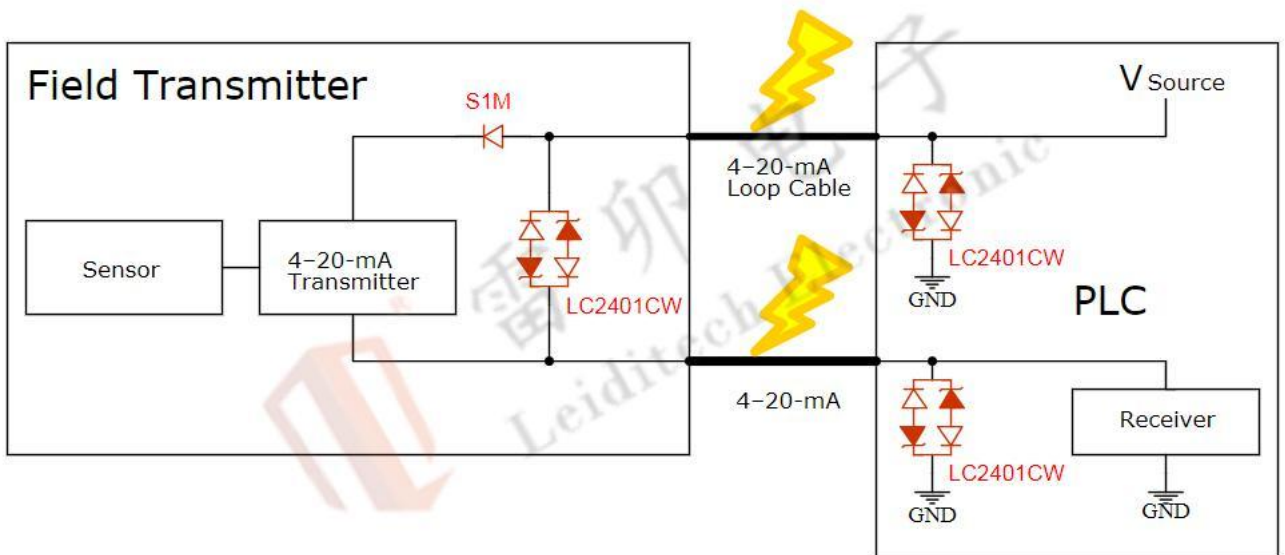 Field Transmitter
V Source
S1M
4-20-mA
Loop Cable
Sensor
4-20-mA
Transmitter
LC2401CW
LC2401CW
GND
PLC
4-20-mA
Receiver
LC2401CW
GND
GND
雷卯电子
Leiditech Electronic
®